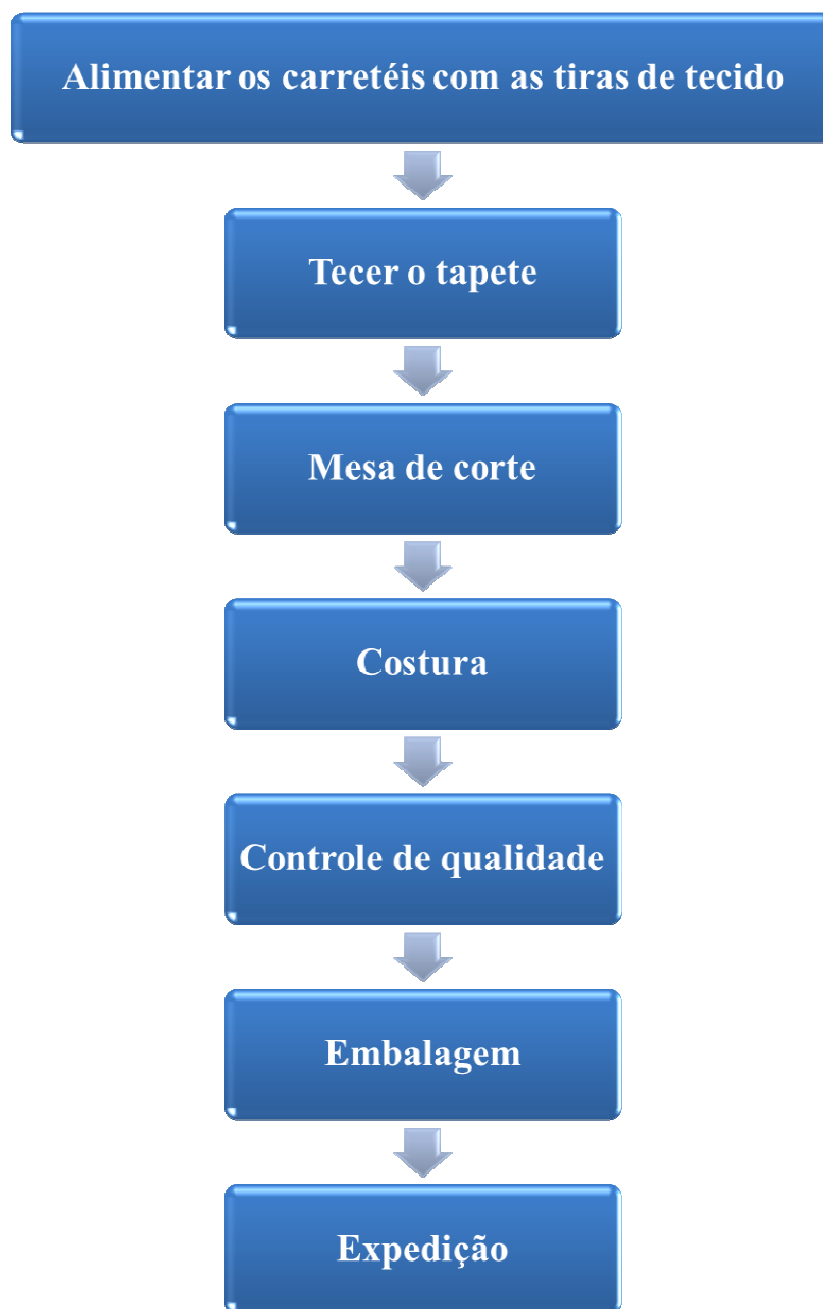 Alimentar os carretéis com as tiras de tecido
Tecer o tapete
Mesa de corte
Costura
Controle de qualidade
Embalagem
Expedição